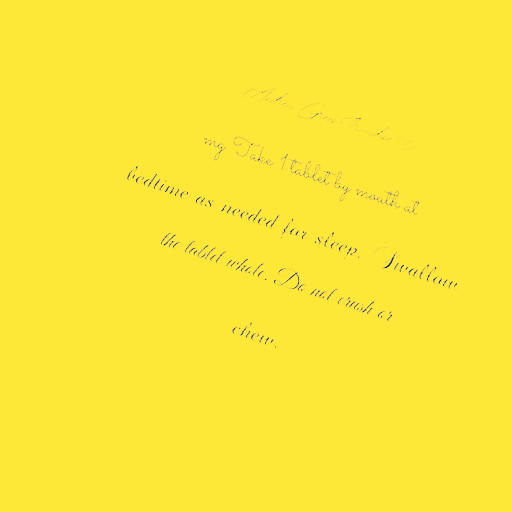 mg Take 1 tablet by mouth at
bedtime as needed for sleep. Swallow
the tablet whole. Do not crush or
chew.